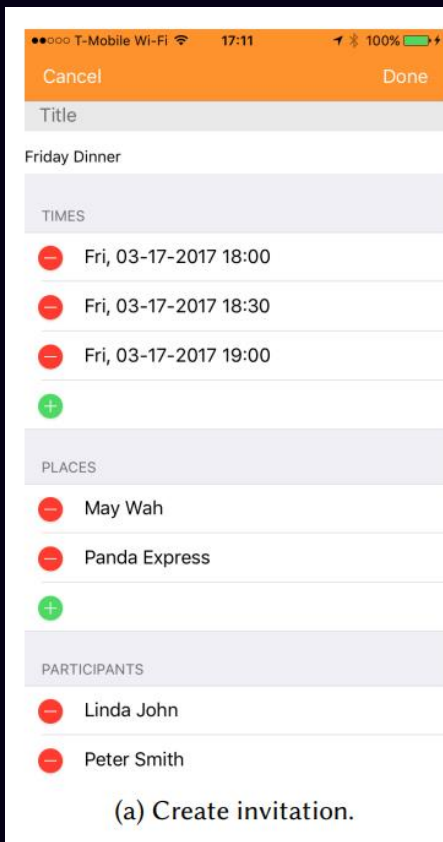 T-Mobile Wi-Fi 17:11 100%
Cancel Done
Title
Friday Dinner
TIMES
Fri, 03-17-2017 18:00
Fri, 03-17-2017 18:30
Fri, 03-17-2017 19:00
PLACES
May Wah
Panda Express
PARTICIPANTS
Linda John
Peter Smith
(a) Create invitation.